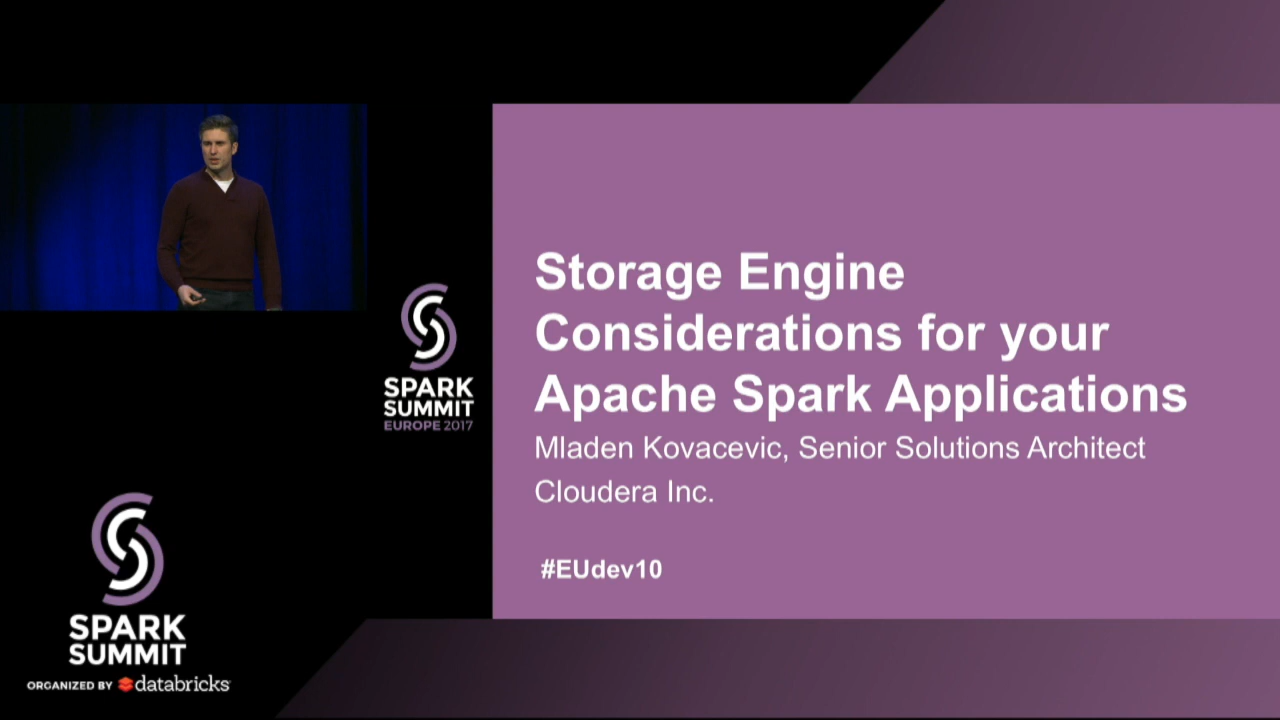 SPARK
SUMMIT
EUROPE 2017
Storage Engine
Considerations for your
Apache Spark Applications
Mladen Kovacevic, Senior Solutions Architect
Cloudera Inc.
#EUdev10
SPARK
SUMMIT
ORGANIZED BY databricks